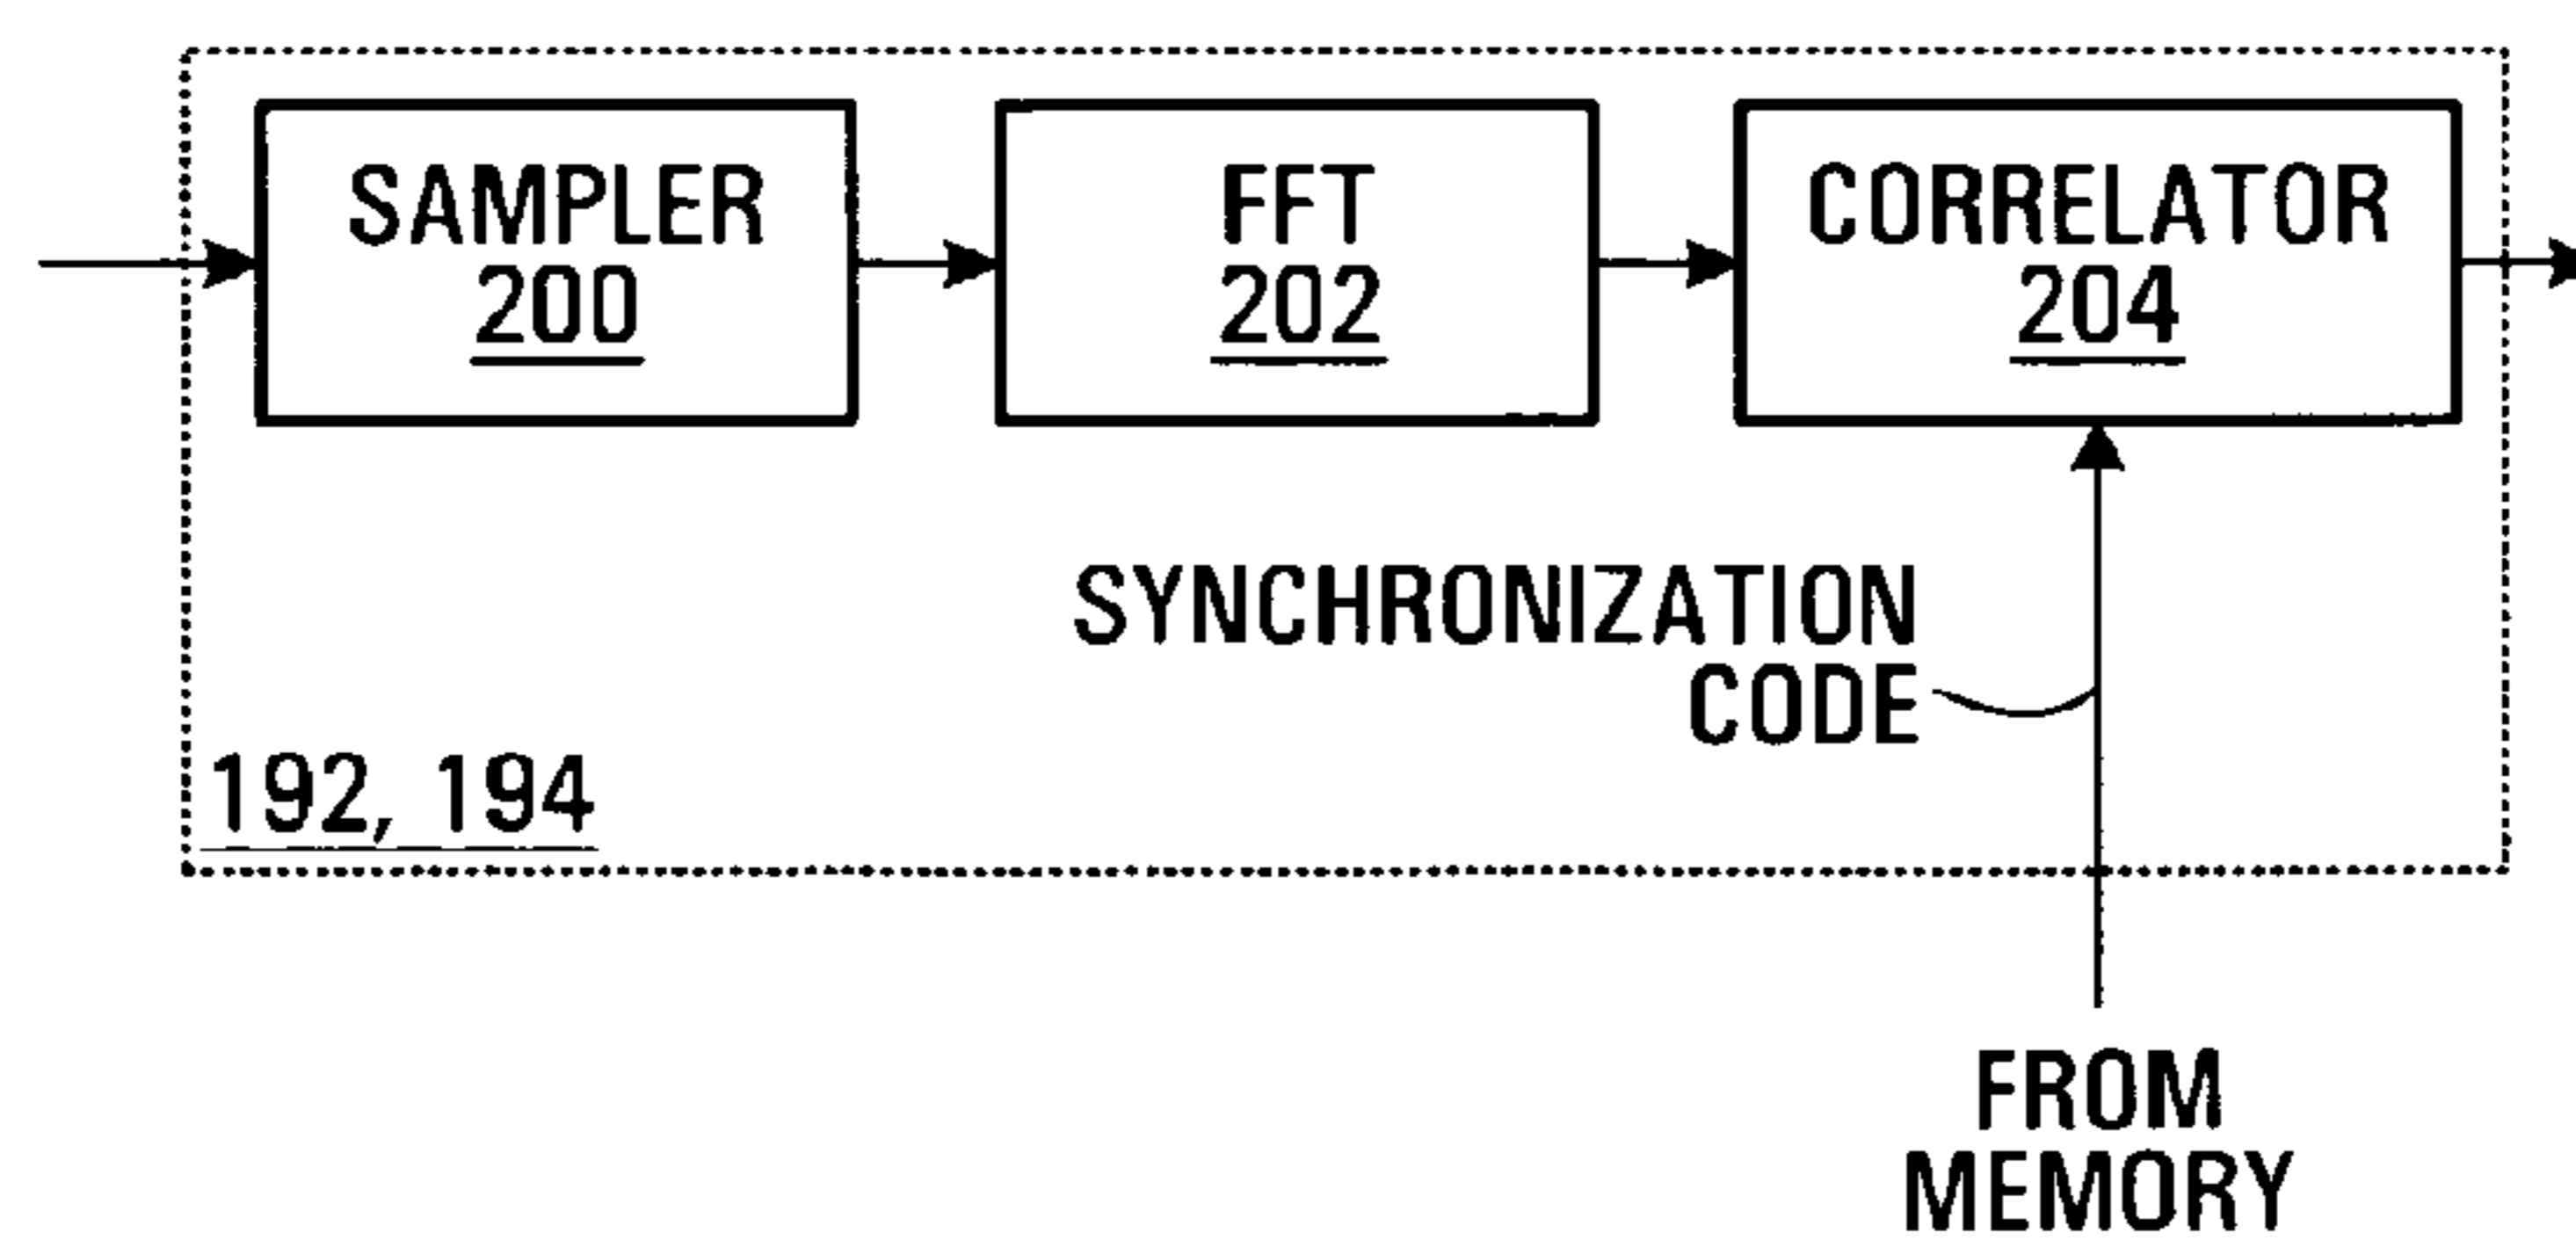 SAMPLER
200
FFT
202
CORRELATOR
204
SYNCHRONIZATION
CODE
192, 194
FROM
MEMORY